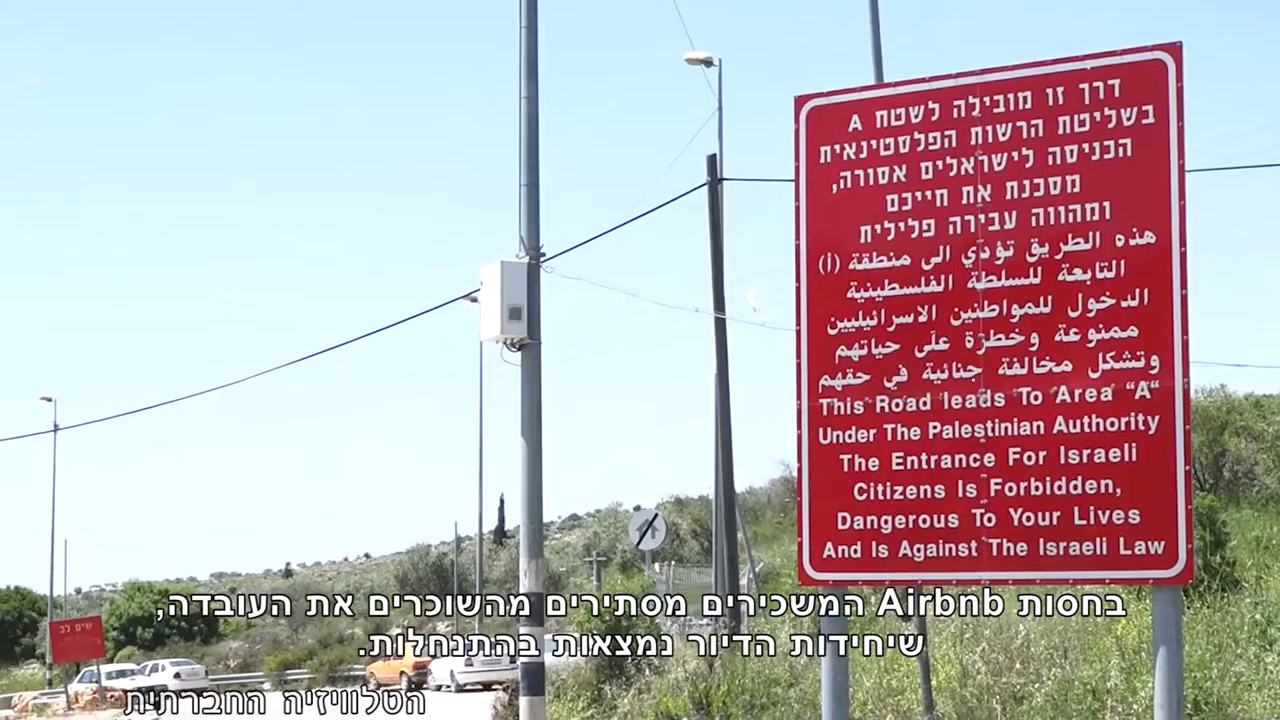 דרך זו מובילה לשטח A
בשליטת הרשות הפלסטינאית
הכניסה לישראלים אסורה,
מסכנת את חייכם
ומהווה עבירה פלילית
هذه الطريق تؤدي الى منطقة (أ)
التابعة للسلطة الفلسطينية
الدخول للمواطنين الاسرائيليين
ممنوعة وخطرة على حياتهم
وتشكل مخالفة جنائية في حقهم
This Road leads To Area "A"
Under The Palestinian Authority
The Entrance For Israeli
Citizens Is Forbidden,
Dangerous To Your Lives
And Is Against The Israeli Law
שים לב
בחסות Airbnb המשכירים מסתירים מהשוכרים את העובדה,
שיחידות הדיור נמצאות בהתנחלות.
הטלוויזיה החברתית